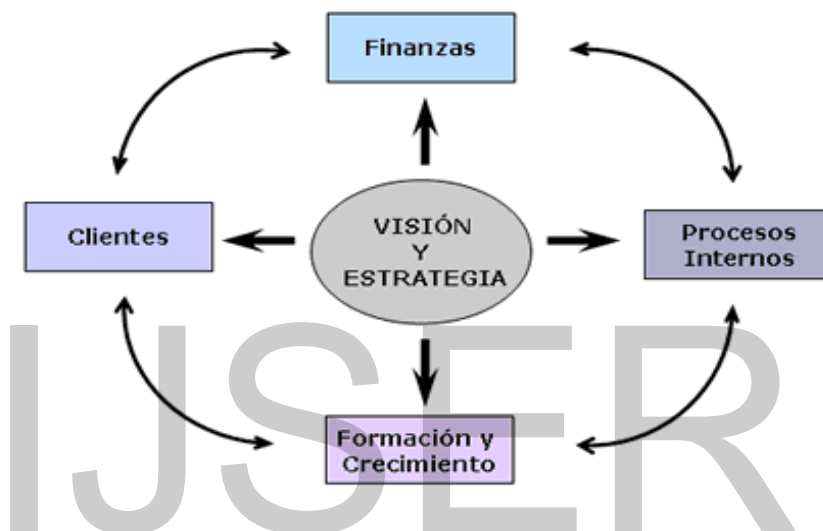 Finanzas
Clientes
VISIÓN
Y
ESTRATEGIA
Procesos
Internos
Formación y
Crecimiento
IJSER